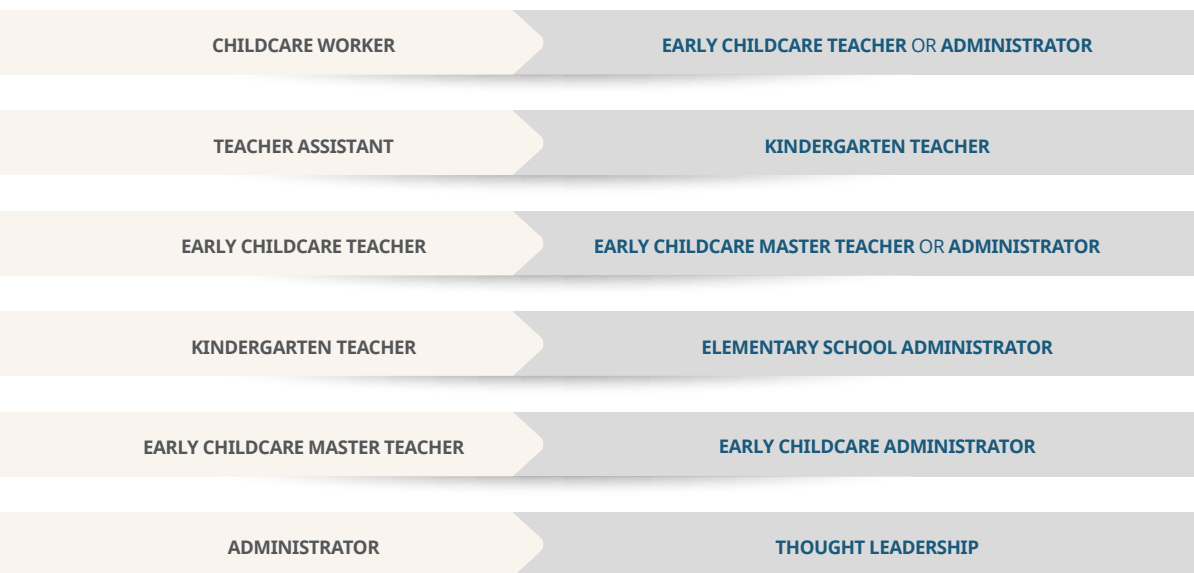 CHILDCARE WORKER
EARLY CHILDCARE TEACHER OR ADMINISTRATOR
TEACHER ASSISTANT
KINDERGARTEN TEACHER
EARLY CHILDCARE TEACHER
EARLY CHILDCARE MASTER TEACHER OR ADMINISTRATOR
KINDERGARTEN TEACHER
ELEMENTARY SCHOOL ADMINISTRATOR
EARLY CHILDCARE MASTER TEACHER
EARLY CHILDCARE ADMINISTRATOR
ADMINISTRATOR
THOUGHT LEADERSHIP